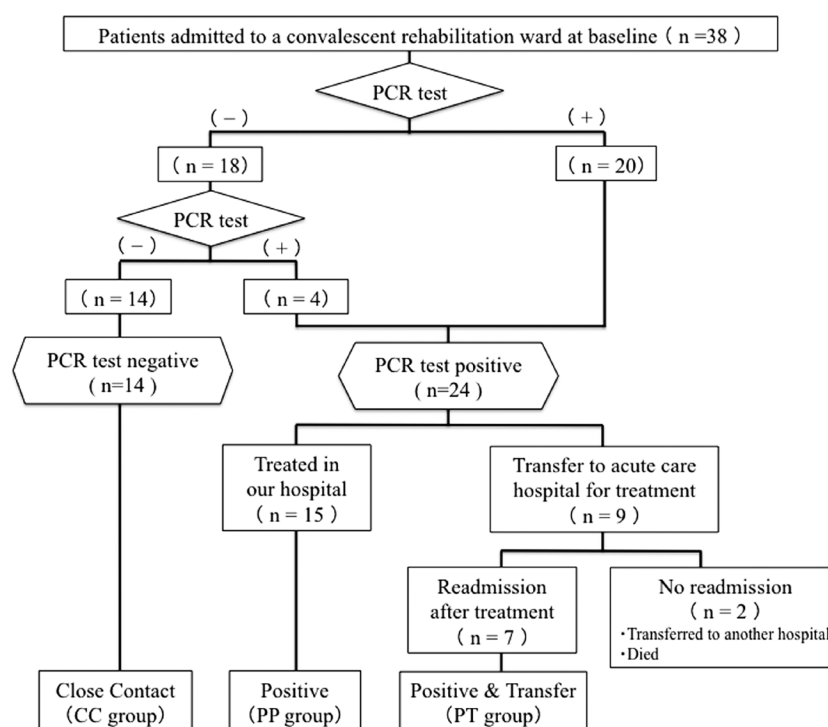 Patients admitted to a convalescent rehabilitation ward at baseline ( n =38 )
PCR test
(−)
(+)
( n = 18)
( n = 20)
PCR test
(−)
(+)
( n = 14)
( n = 4)
PCR test negative
( n=14 )
PCR test positive
( n=24 )
Treated in
our hospital
( n = 15 )
Transfer to acute care
hospital for treatment
( n = 9 )
Readmission
after treatment
( n = 7 )
No readmission
( n = 2 )
・Transferred to another hospital
・Died
Close Contact
(CC group)
Positive
(PP group)
Positive & Transfer
(PT group)